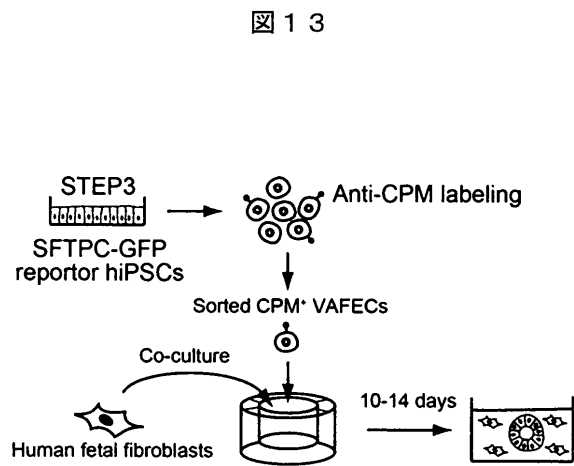 図13
STEP3
SFTPC-GFP
reportor hiPSCs
Anti-CPM labeling
Sorted CPM⁺ VAFECs
Co-culture
Human fetal fibroblasts
10-14 days